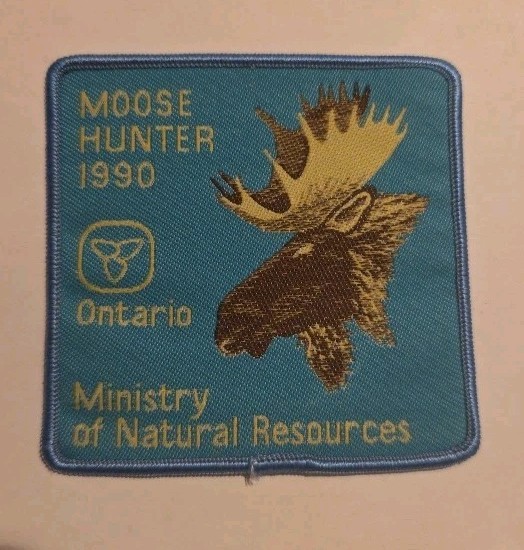 MOOSE
HUNTER
1990
Ontario
Ministry
of Natural Resources